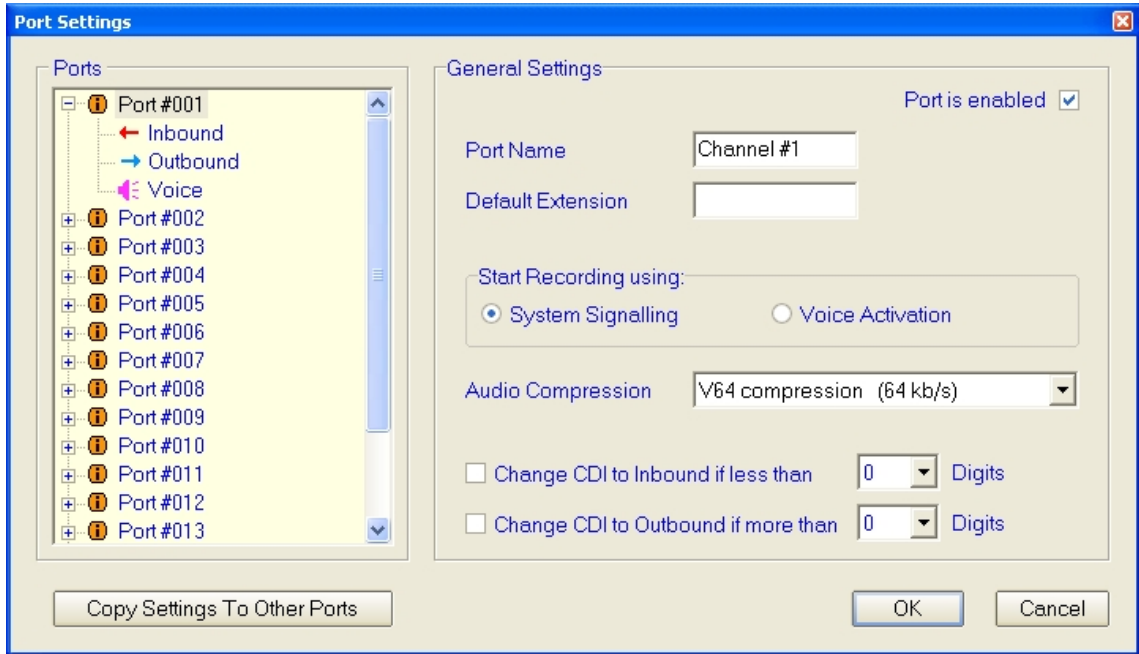 Port Settings
Ports
Port #001
Inbound
Outbound
Voice
Port #002
Port #003
Port #004
Port #005
Port #006
Port #007
Port #008
Port #009
Port #010
Port #011
Port #012
Port #013
Copy Settings To Other Ports
General Settings
Port is enabled
Port Name Channel #1
Default Extension
Start Recording using:
System Signalling Voice Activation
Audio Compression V64 compression (64 kb/s)
Change CDI to Inbound if less than 0 Digits
Change CDI to Outbound if more than 0 Digits
OK Cancel